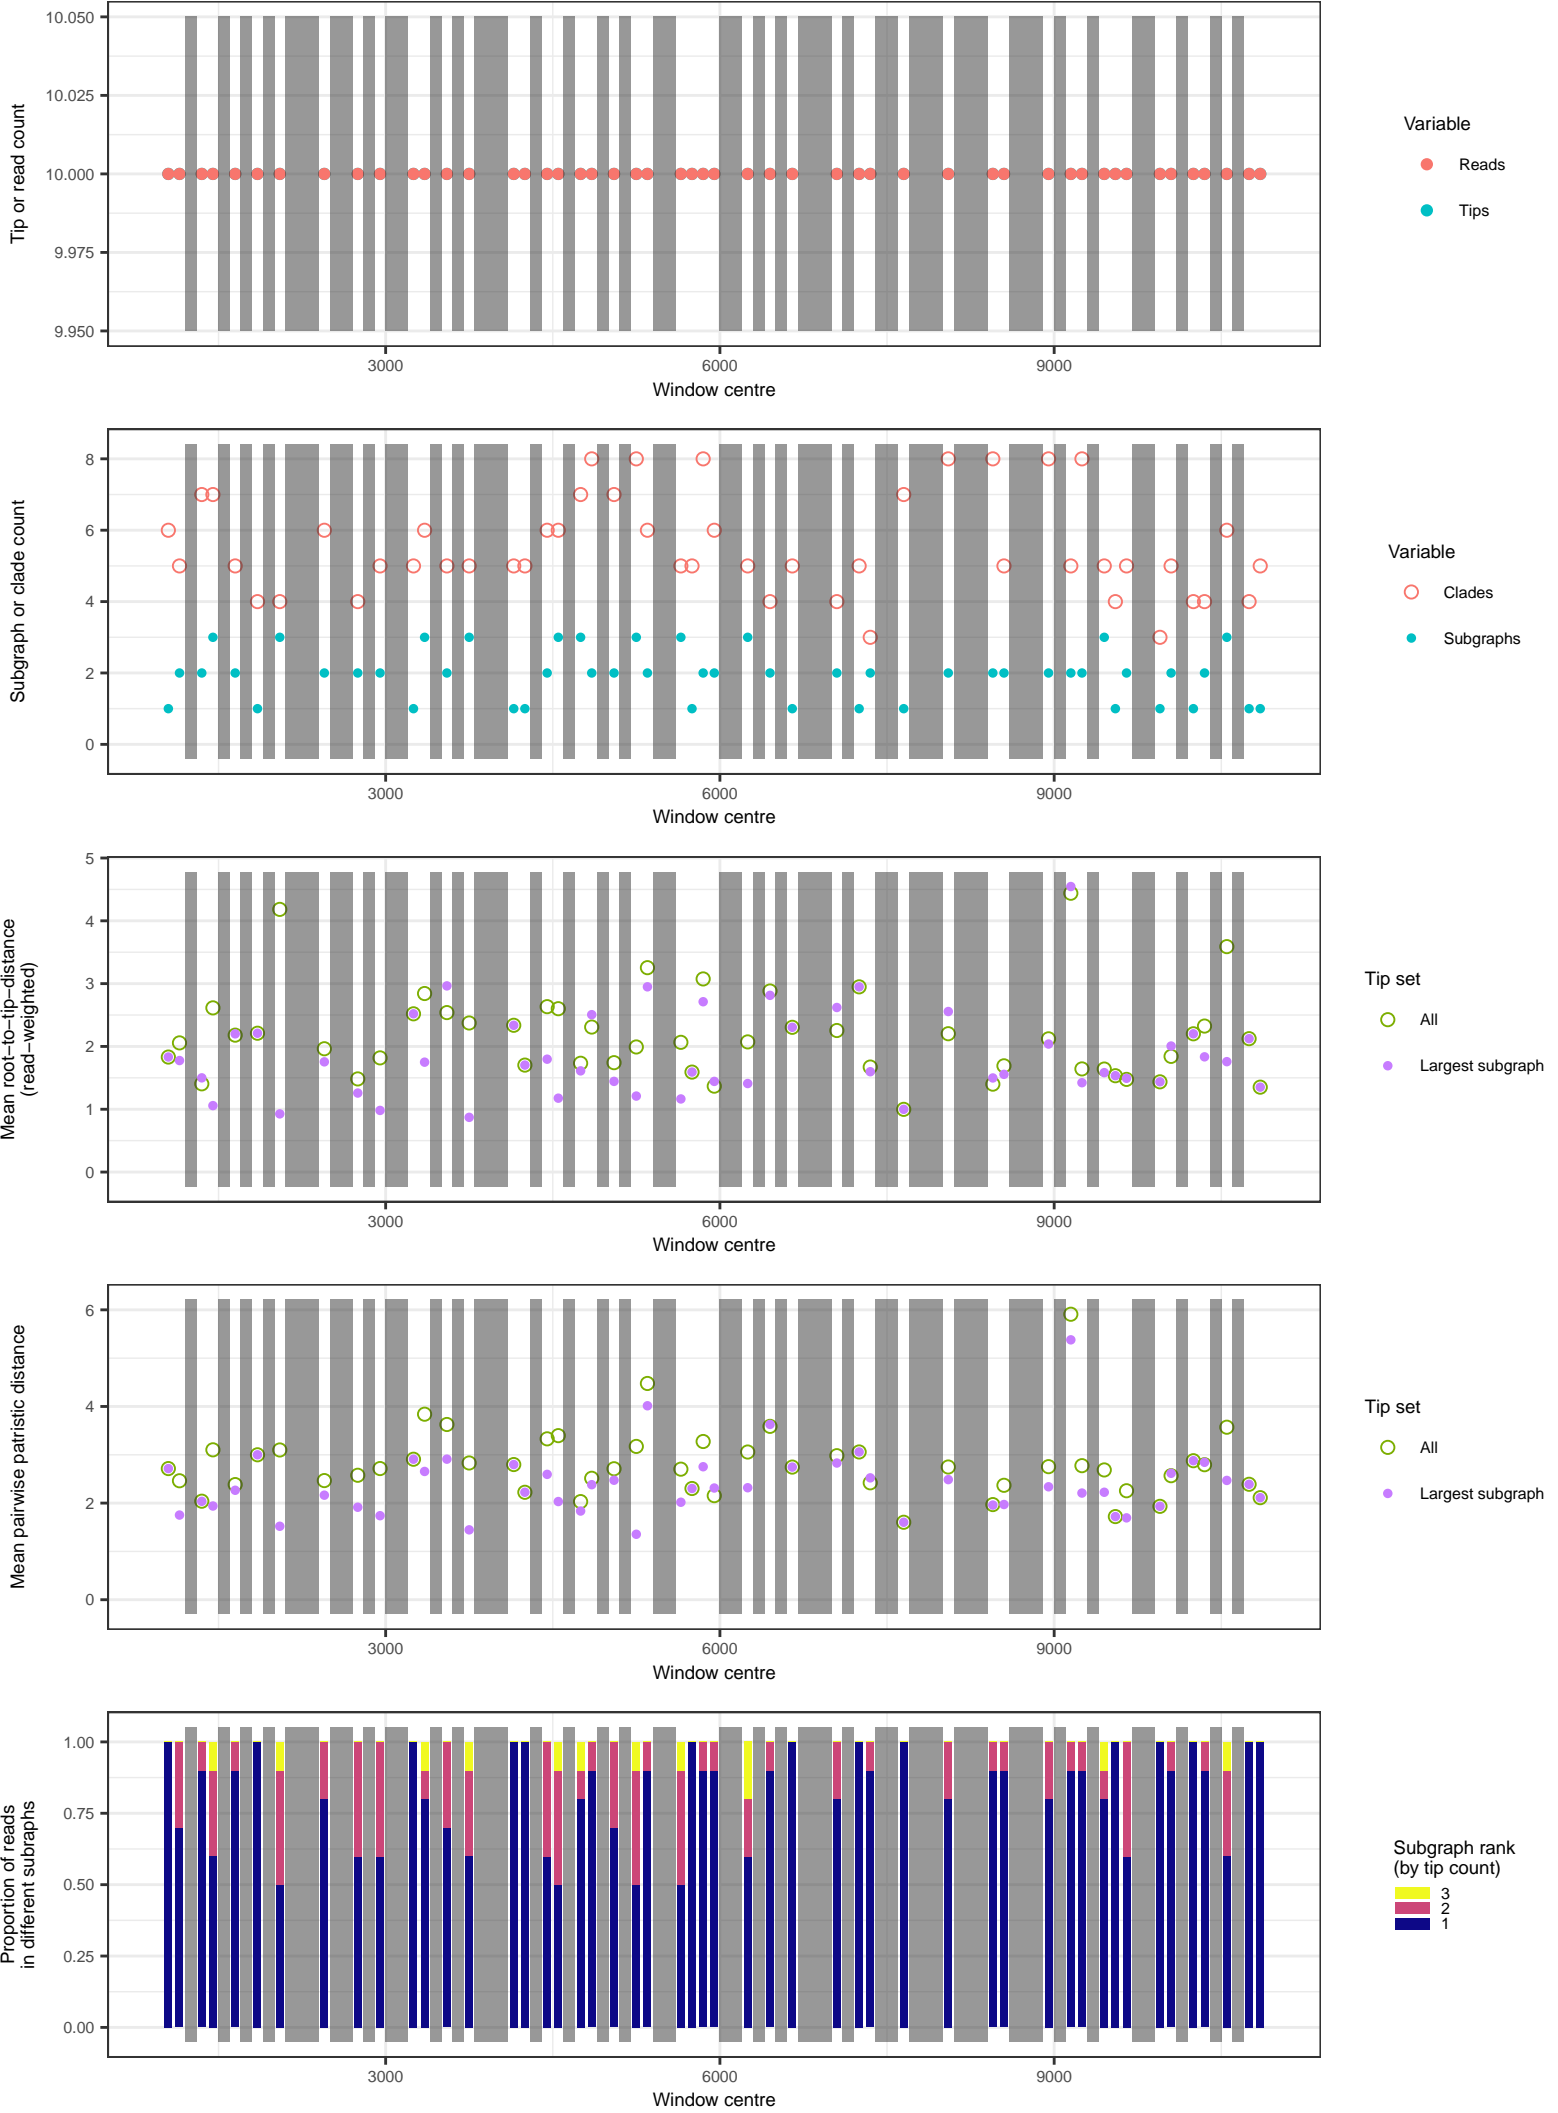 10.050
10.025
10.000
9.975
9.950
Tip or read count
3000
6000
9000
Window centre
Variable
Reads
Tips
8
6
4
2
0
Subgraph or clade count
3000
6000
9000
Window centre
Variable
Clades
Subgraphs
5
4
3
2
1
0
Mean root−to−tip−distance
(read−weighted)
3000
6000
9000
Window centre
Tip set
All
Largest subgraph
6
4
2
0
Mean pairwise patristic distance
3000
6000
9000
Window centre
Tip set
All
Largest subgraph
1.00
0.75
0.50
0.25
0.00
Proportion of reads
in different subraphs
3000
6000
9000
Window centre
Subgraph rank
(by tip count)
3
2
1